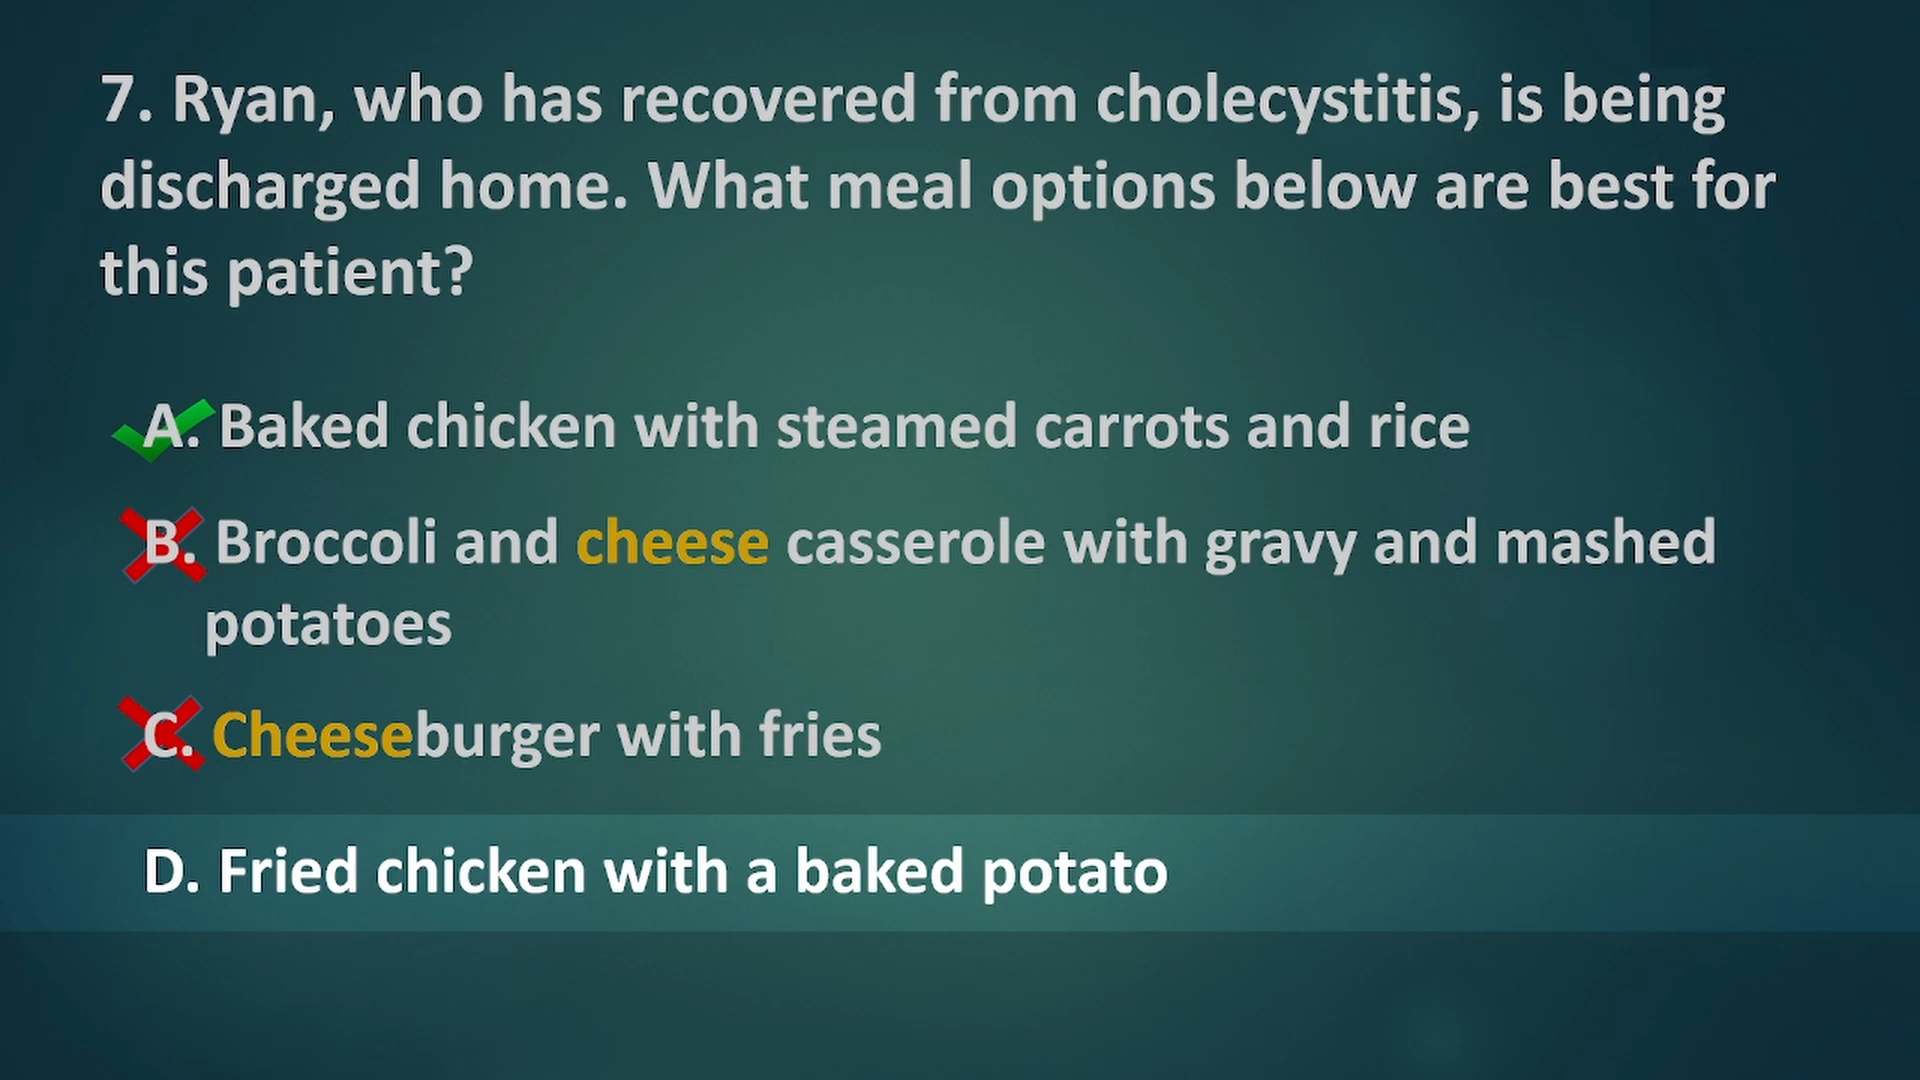 7. Ryan, who has recovered from cholecystitis, is being
discharged home. What meal options below are best for
this patient?
A. Baked chicken with steamed carrots and rice
B. Broccoli and cheese casserole with gravy and mashed
potatoes
C. Cheeseburger with fries
D. Fried chicken with a baked potato